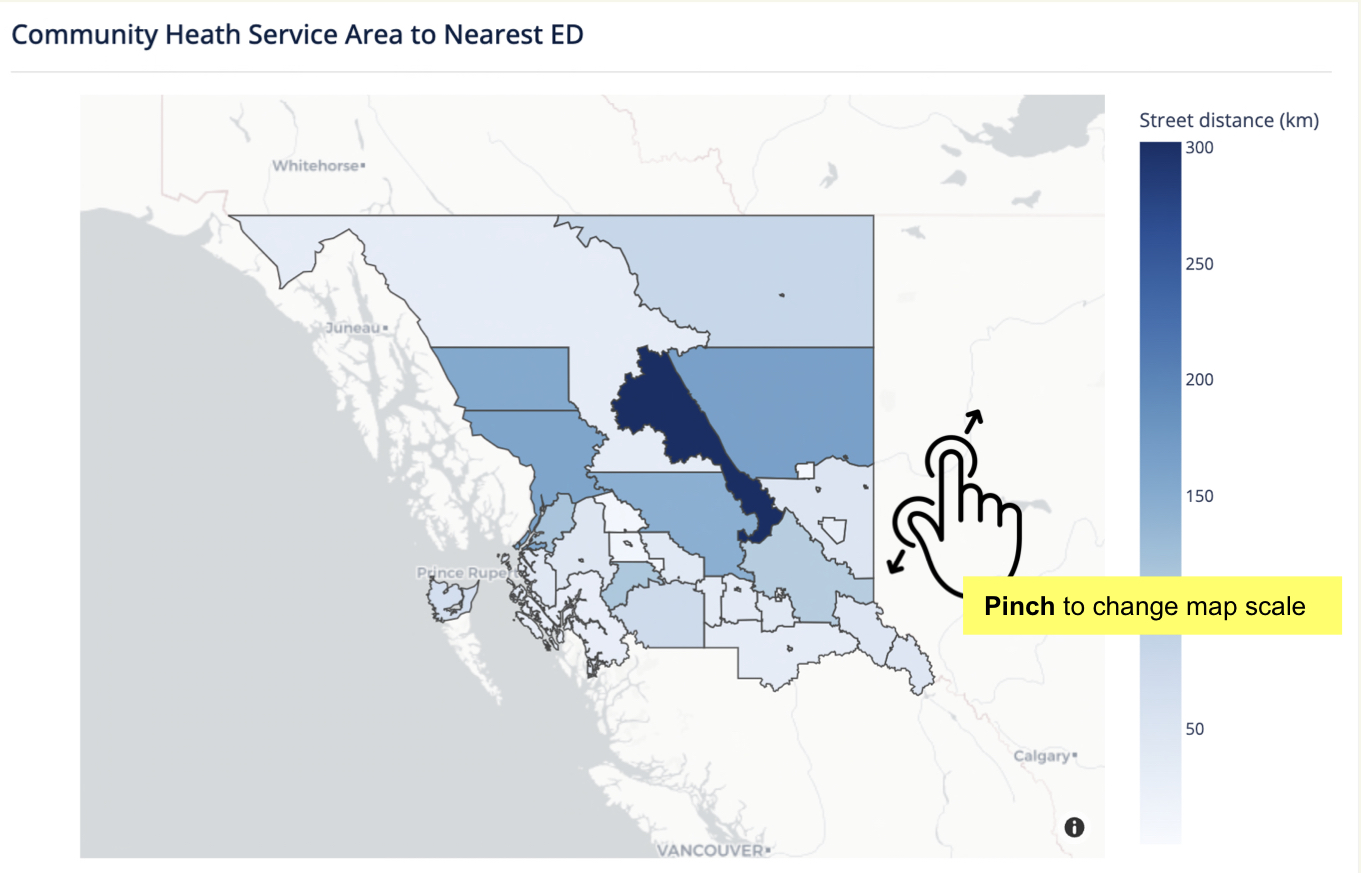 Community Heath Service Area to Nearest ED
Street distance (km)
300
Whitehorse
250
Juneau
200
150
Prince Ruper
Pinch to change map scale
50
Calgary
VANCOUVER